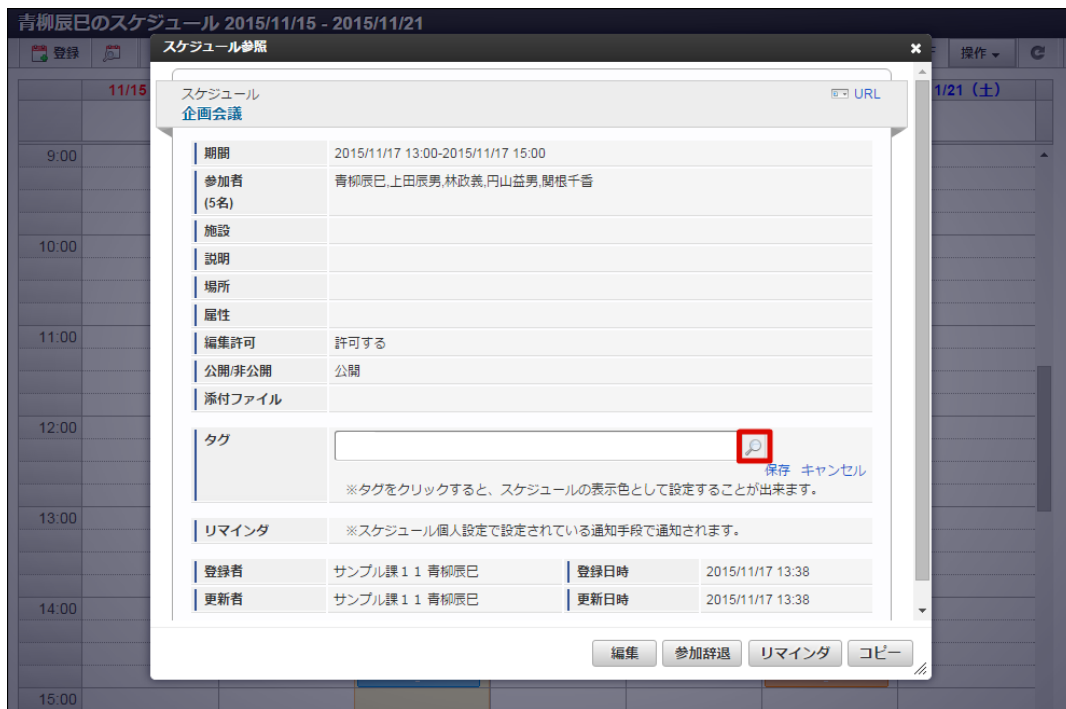 青柳辰巳のスケジュール 2015/11/15 - 2015/11/21
登録
操作
スケジュール参照
11/15
1/21（土）
スケジュール
URL
企画会議
期間 2015/11/17 13:00-2015/11/17 15:00
参加者 青柳辰巳,上田辰男,林政義,円山益男,関根千香
(5名)
施設
説明
場所
属性
編集許可 許可する
公開/非公開 公開
添付ファイル
タグ
保存 キャンセル
※タグをクリックすると、スケジュールの表示色として設定することが出来ます。
リマインダ ※スケジュール個人設定で設定されている通知手段で通知されます。
登録者 サンプル課１１ 青柳辰巳 登録日時 2015/11/17 13:38
更新者 サンプル課１１ 青柳辰巳 更新日時 2015/11/17 13:38
編集 参加辞退 リマインダ コピー
9:00
10:00
11:00
12:00
13:00
14:00
15:00